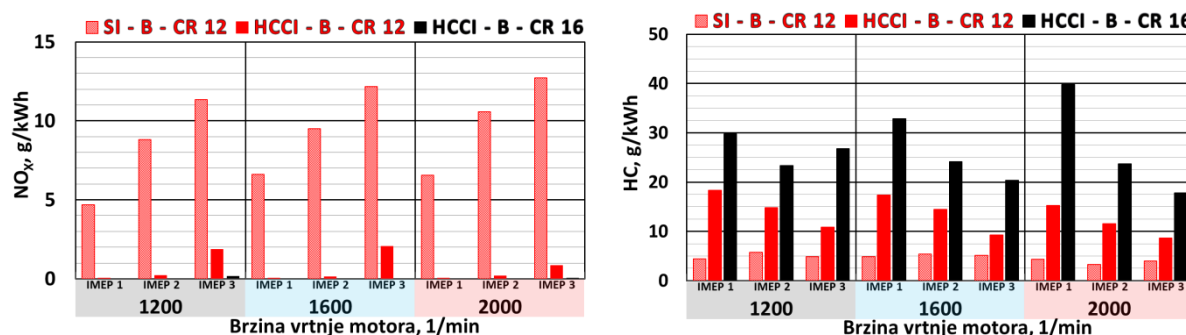 SI - B - CR 12 HCCI - B - CR 12 HCCI - B - CR 16
NOX, g/kWh
15
10
5
0
IMEP 1 IMEP 2 IMEP 3 IMEP 1 IMEP 2 IMEP 3 IMEP 1 IMEP 2 IMEP 3
1200 1600 2000
Brzina vrtnje motora, 1/min
SI - B - CR 12 HCCI - B - CR 12 HCCI - B - CR 16
HC, g/kWh
50
40
30
20
10
0
IMEP 1 IMEP 2 IMEP 3 IMEP 1 IMEP 2 IMEP 3 IMEP 1 IMEP 2 IMEP 3
1200 1600 2000
Brzina vrtnje motora, 1/min